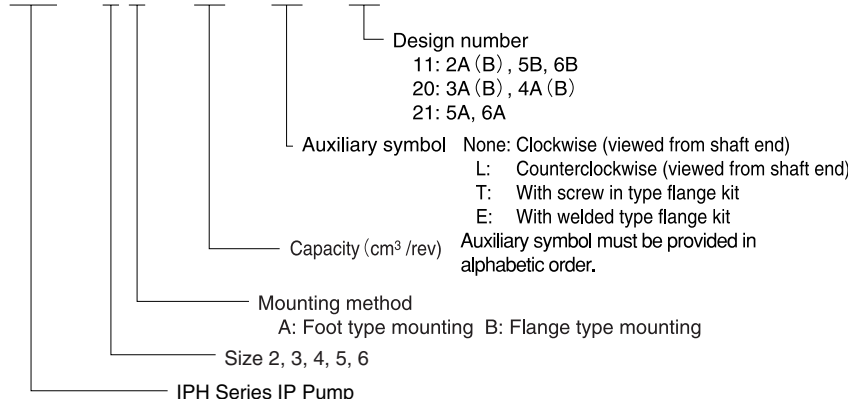 Design number
11: 2A (B) , 5B, 6B
20: 3A (B) , 4A (B)
21: 5A, 6A
Auxiliary symbol None: Clockwise (viewed from shaft end)
L: Counterclockwise (viewed from shaft end)
T: With screw in type flange kit
E: With welded type flange kit
Capacity (cm³ /rev) Auxiliary symbol must be provided in
alphabetic order.
Mounting method
A: Foot type mounting B: Flange type mounting
Size 2, 3, 4, 5, 6
IPH Series IP Pump